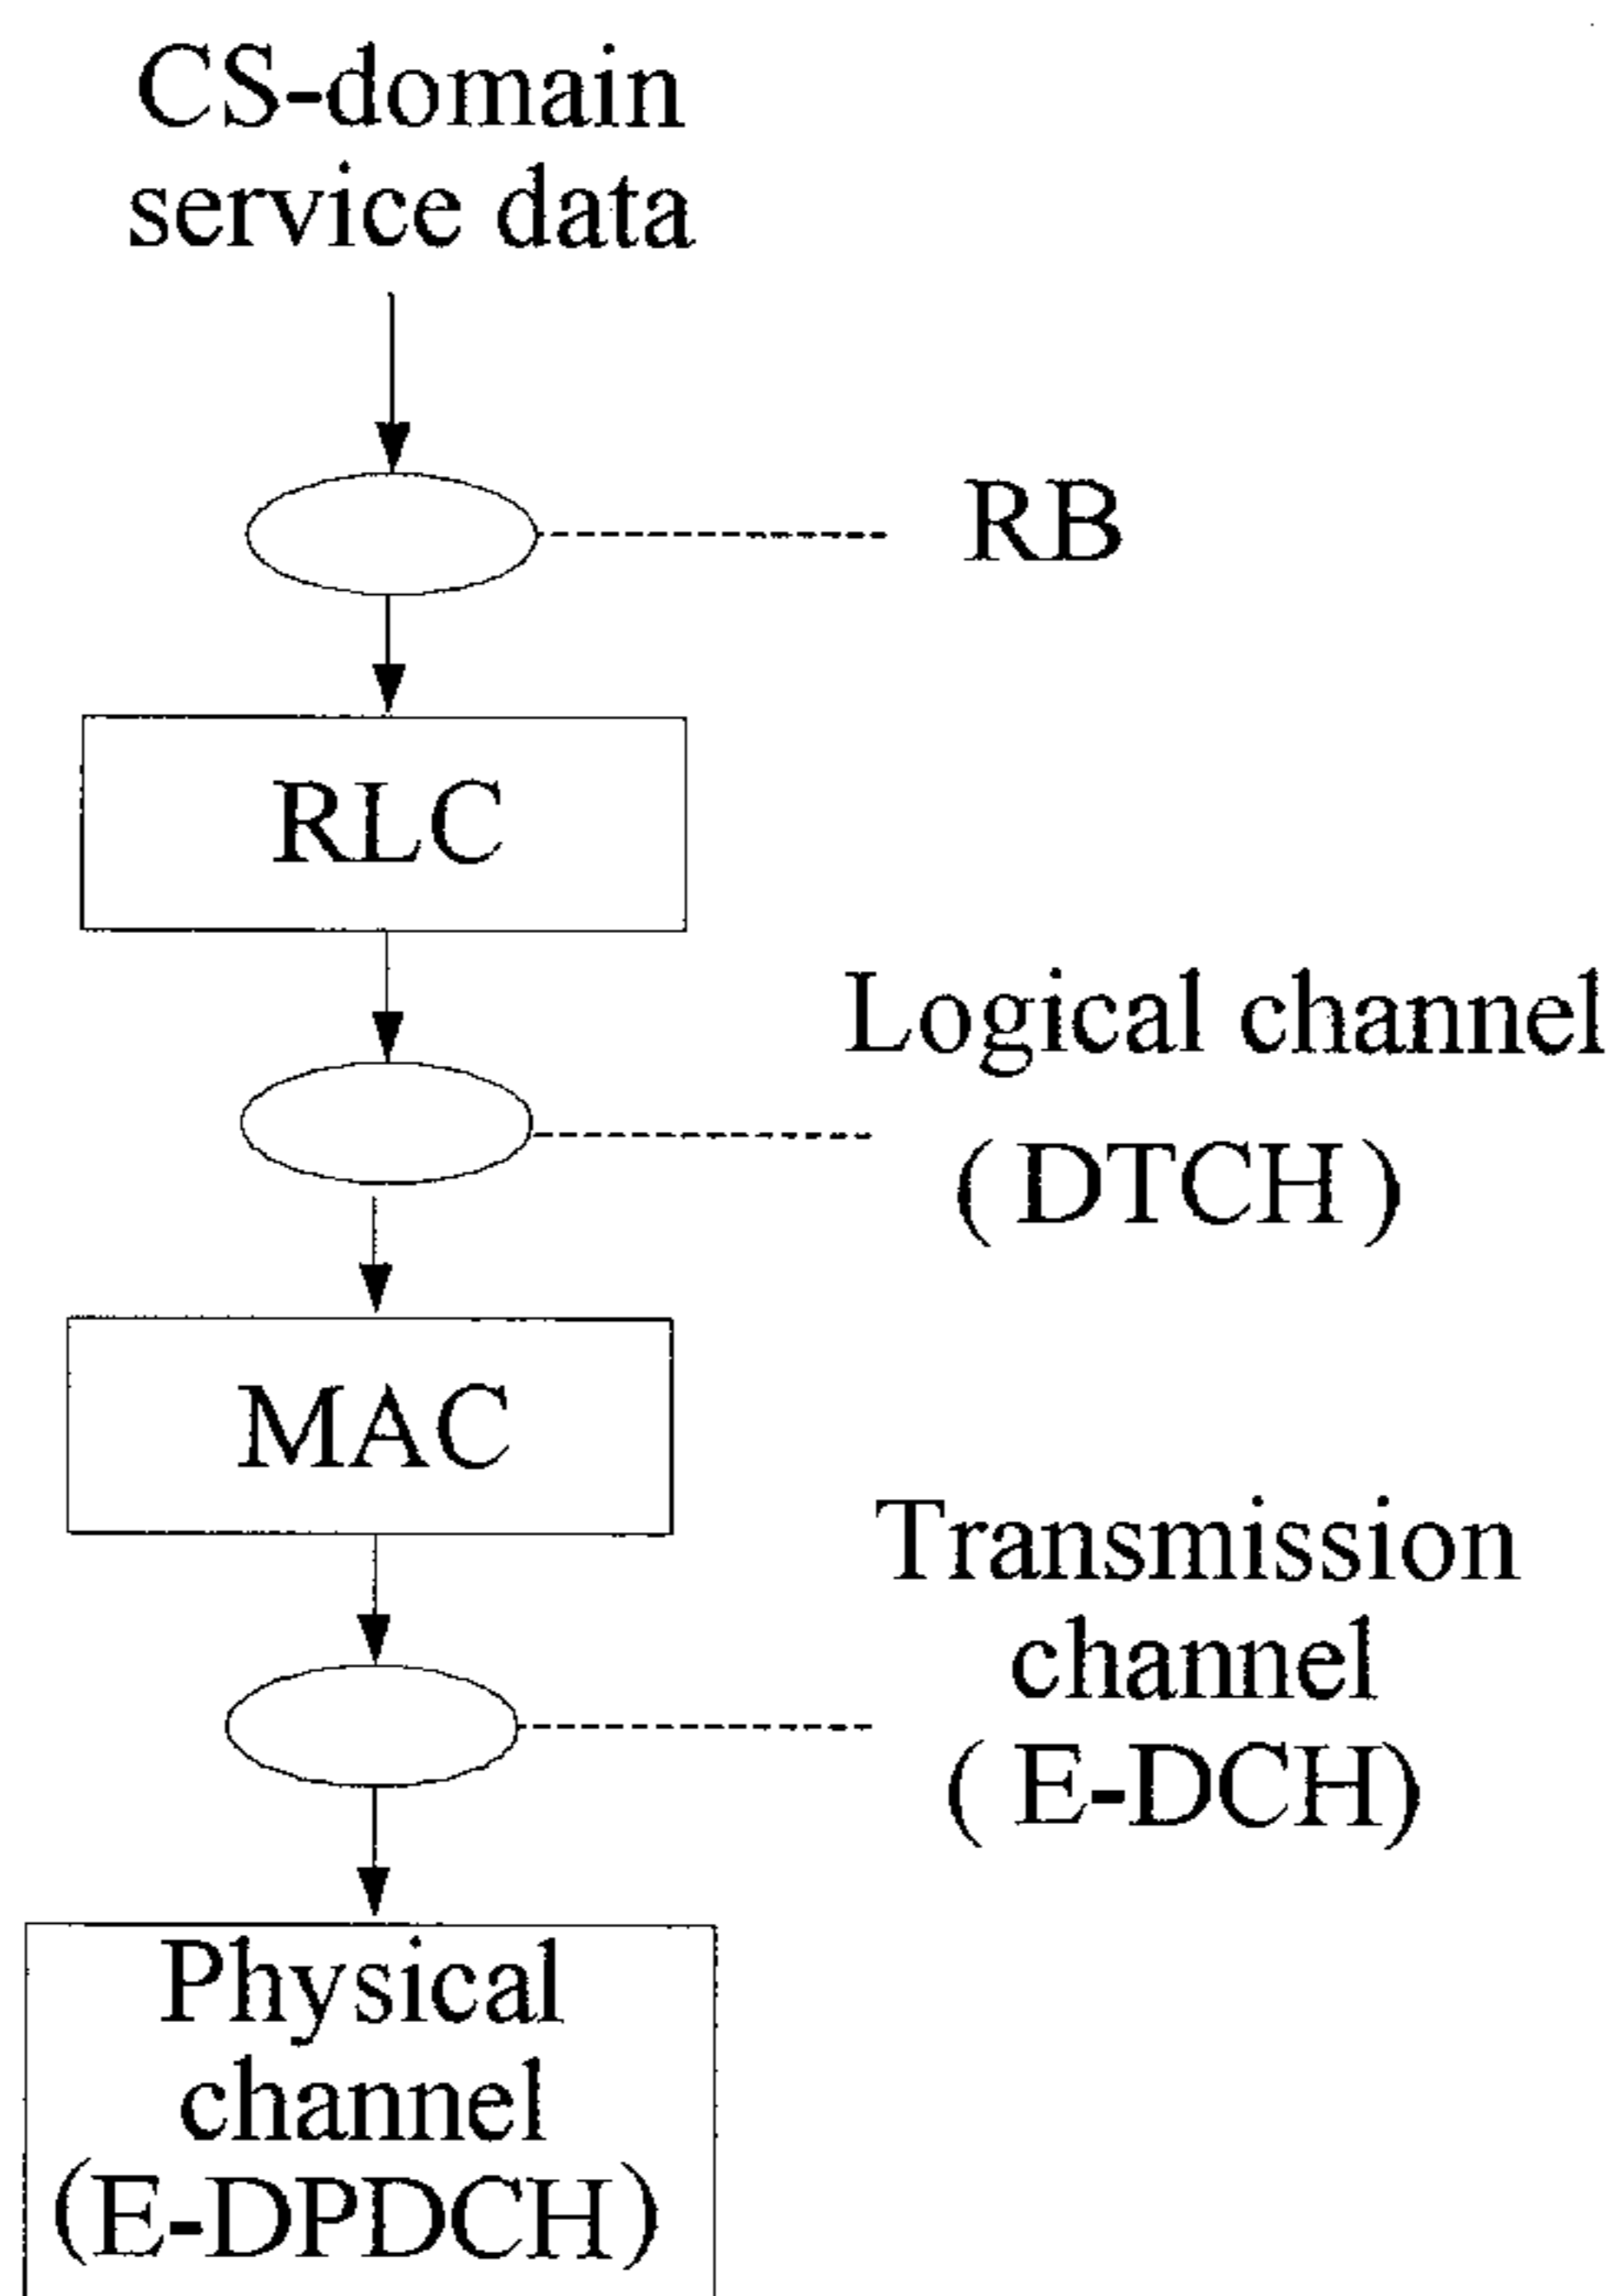 CS-domain
service data
RB
RLC
Logical channel
( DTCH )
MAC
Transmission
channel
( E-DCH)
Physical
channel
(E-DPDCH)